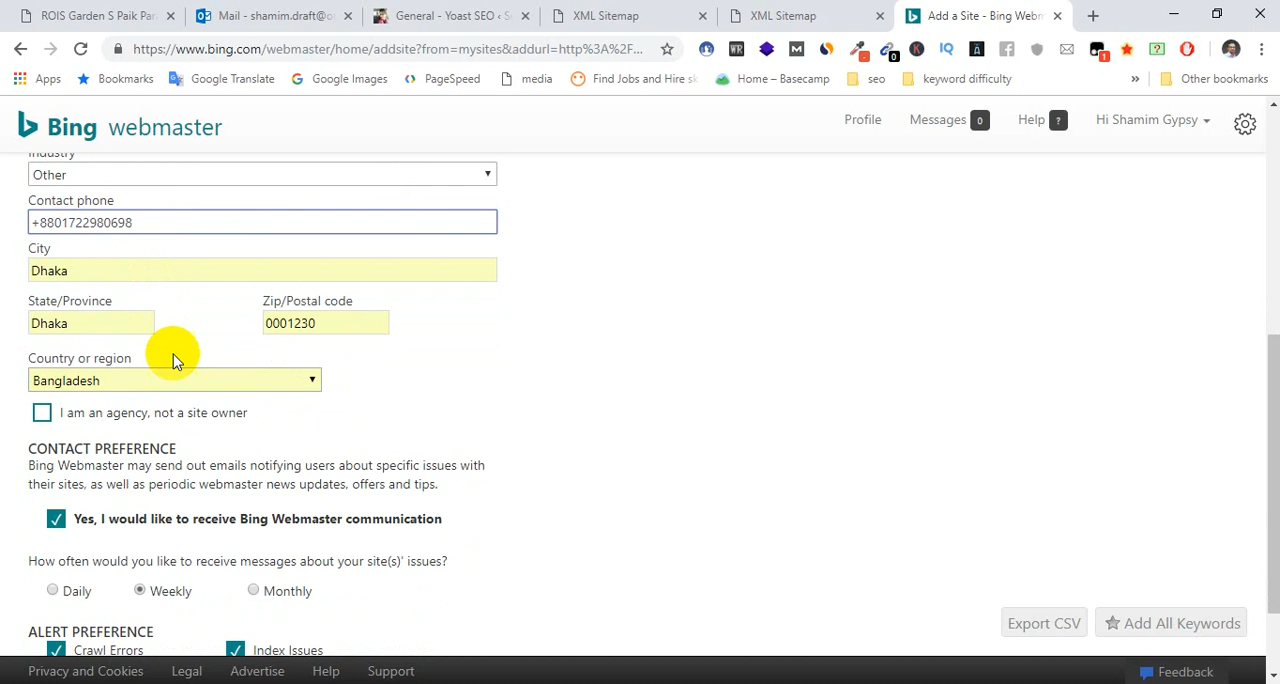 ROIS Garden S Paik Par
Mail - shamim.draft@o
General - Yoast SEO ‹ S
XML Sitemap
XML Sitemap
Add a Site - Bing Webm
https://www.bing.com/webmaster/home/addsite?from=mysites&addurl=http%3A%2F...
Apps
Bookmarks
Google Translate
Google Images
PageSpeed
media
Find Jobs and Hire sk
Home – Basecamp
seo
keyword difficulty
»
Other bookmarks
Bing webmaster
Profile
Messages 0
Help ?
Hi Shamim Gypsy
Industry
Other
Contact phone
+8801722980698
City
Dhaka
State/Province
Zip/Postal code
Dhaka
0001230
Country or region
Bangladesh
I am an agency, not a site owner
CONTACT PREFERENCE
Bing Webmaster may send out emails notifying users about specific issues with
their sites, as well as periodic webmaster news updates, offers and tips.
Yes, I would like to receive Bing Webmaster communication
How often would you like to receive messages about your site(s)' issues?
Daily
Weekly
Monthly
Export CSV
Add All Keywords
ALERT PREFERENCE
Crawl Errors
Index Issues
Privacy and Cookies
Legal
Advertise
Help
Support
Feedback